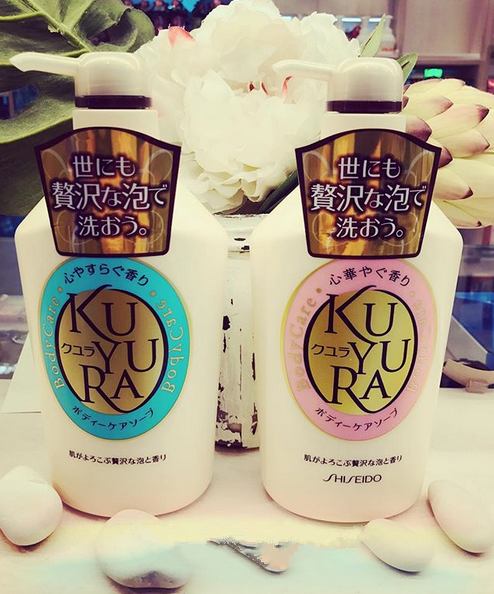 世にも
贅沢な泡で
洗おう。
心やすらぐ香り
BodyCare
BodyCare
KU
クユラ
YU
RA
ボディーケアソープ
肌がよろこぶ贅沢な泡と香り
世にも
贅沢な泡で
洗おう。
心華やぐ香り
BodyCare
KU
クユラ
YU
RA
ボディーケアソープ
肌がよろこぶ贅沢な泡と香り
SHISEIDO